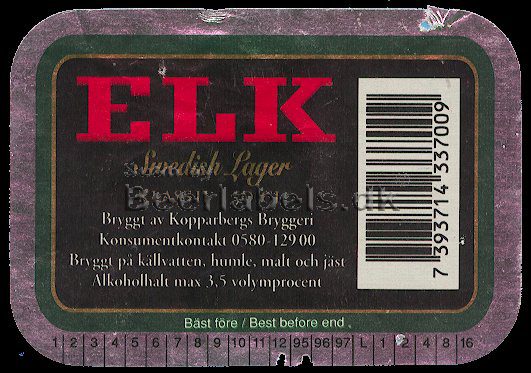 ELK
Swedish Lager
Beerlabels.dk
Bryggt av Kopparbergs Bryggeri
Konsumentkontakt 0580-129 00
Bryggt på källvatten, humle, malt och jäst
Alkoholhalt max 3,5 volymprocent
7 393714 337009
Bäst före / Best before end
1 2 3 4 5 6 7 8 9 10 11 12 95 96 97 L 1 2 4 8 16